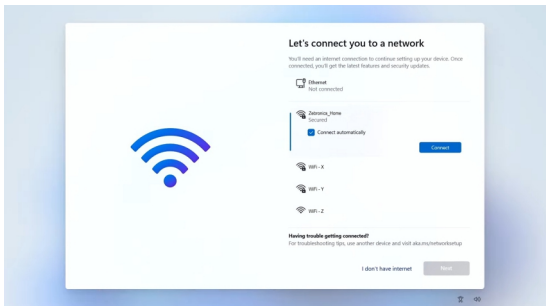 Let's connect you to a network
You'll need an internet connection to continue setting up your device. Once
connected, you'll get the latest features and security updates.
Ethernet
Not connected
Zetronica_Home
Secured
Connect automatically
Connect
WiFi - X
WiFi - Y
WiFi - Z
Having trouble getting connected?
For troubleshooting tips, use another device and visit aka.ms/networksetup
I don't have internet
Next